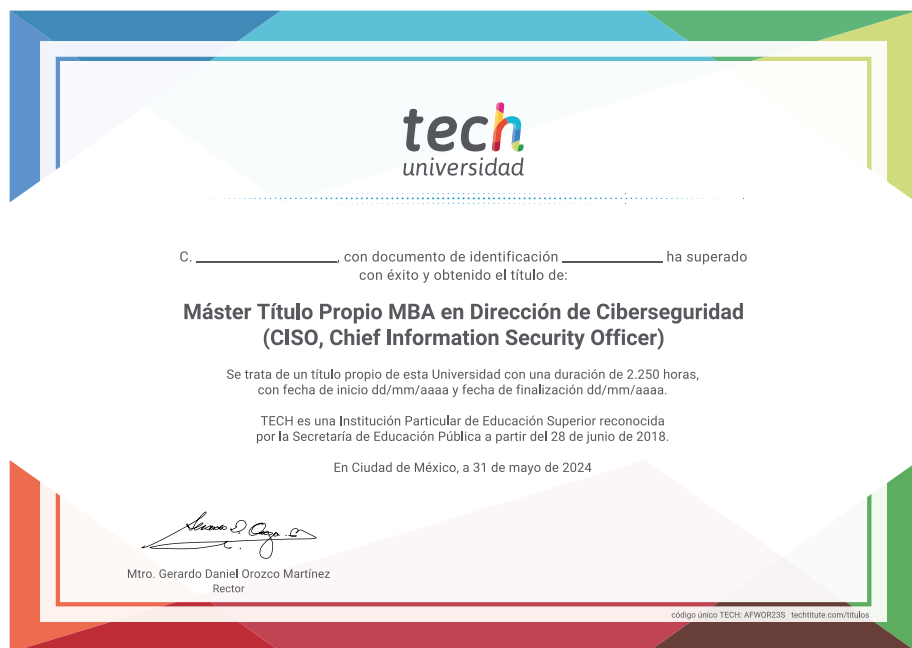 tech
universidad
C. ____________________, con documento de identificación ______________ ha superado
con éxito y obtenido el título de:
Máster Título Propio MBA en Dirección de Ciberseguridad
(CISO, Chief Information Security Officer)
Se trata de un título propio de esta Universidad con una duración de 2.250 horas,
con fecha de inicio dd/mm/aaaa y fecha de finalización dd/mm/aaaa.
TECH es una Institución Particular de Educación Superior reconocida
por la Secretaría de Educación Pública a partir del 28 de junio de 2018.
En Ciudad de México, a 31 de mayo de 2024
Mtro. Gerardo Daniel Orozco Martínez
Rector
código único TECH: AFWOR23S techtitute.com/titulos